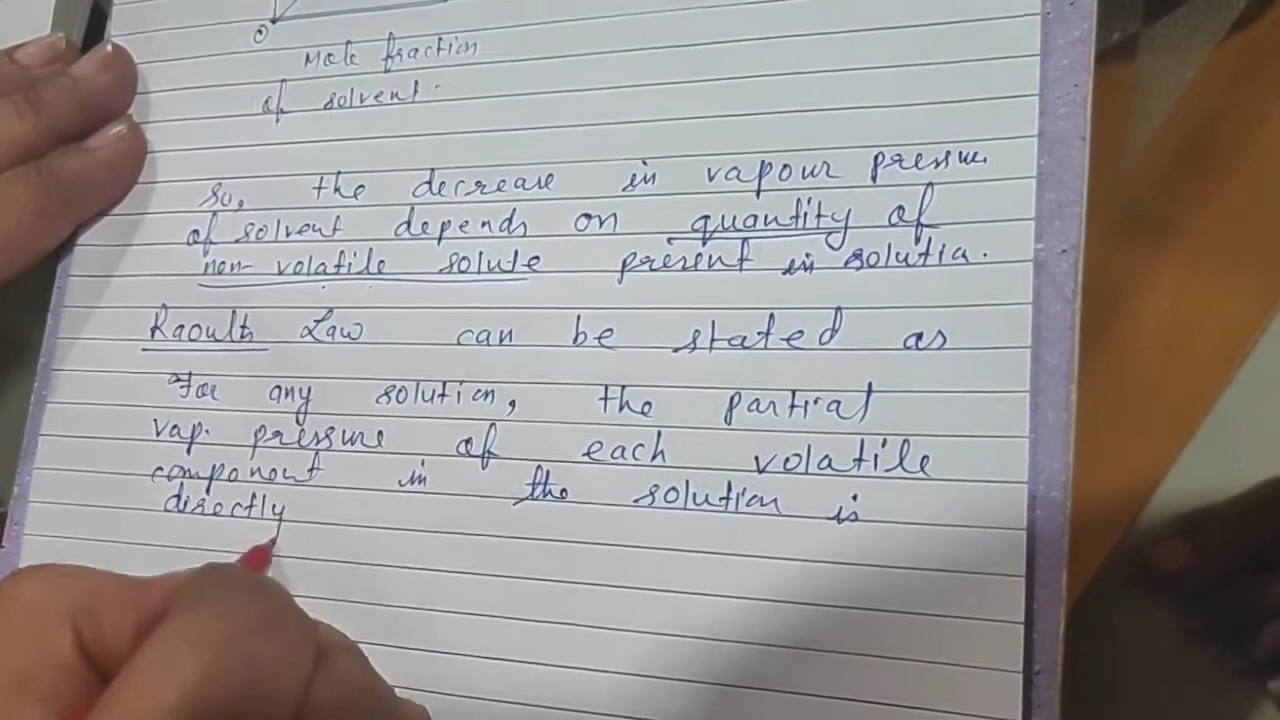 O
Mole fraction
of solvent.
So, the decrease in vapour pressure
of solvent depends on quantity of
non-volatile solute present in solution.
Raoults Law can be stated as
For any solution, the partial
vap. pressure of each volatile
component in the solution is
directly